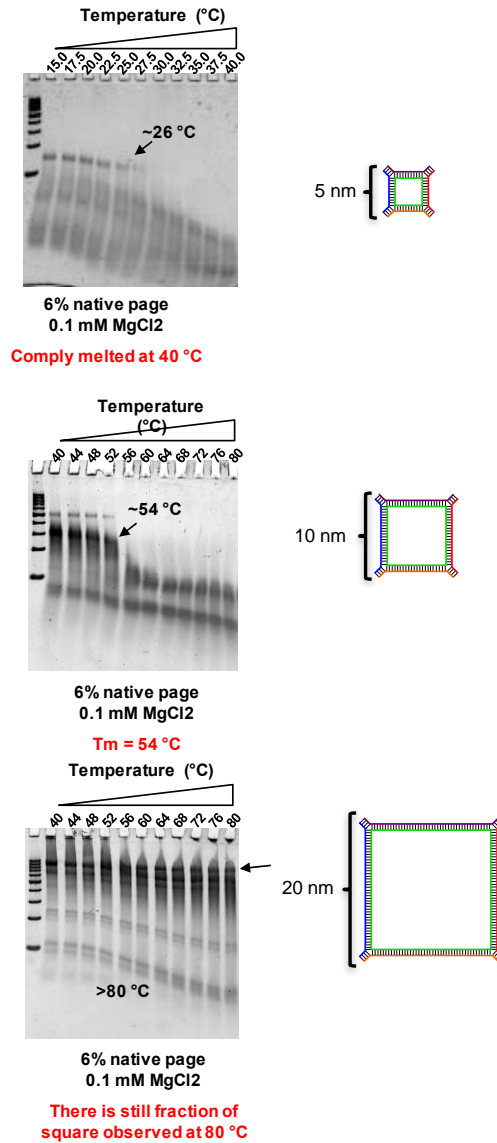 Temperature (°C)
15.0 17.5 20.0 22.5 25.0 27.5 30.0 32.5 35.0 37.5 40.0
~26 °C
5 nm
6% native page
0.1 mM MgCl2
Comply melted at 40 °C
Temperature
(°C)
40 44 48 52 56 60 64 68 72 76 80
~54 °C
10 nm
6% native page
0.1 mM MgCl2
Tm = 54 °C
Temperature (°C)
40 44 48 52 56 60 64 68 72 76 80
20 nm
>80 °C
6% native page
0.1 mM MgCl2
There is still fraction of
square observed at 80 °C